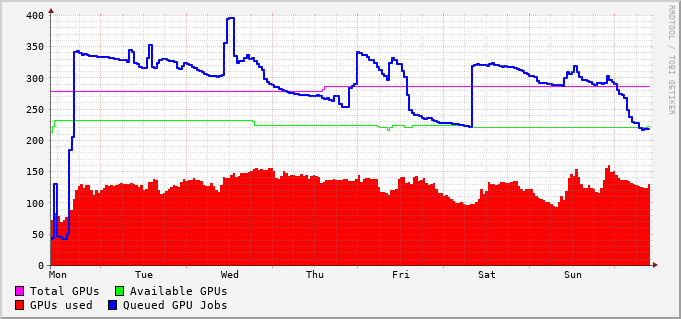 400
350
300
250
200
150
100
50
0
Mon Tue Wed Thu Fri Sat Sun
RRDTOOL / TOBI OETIKER
Total GPUs Available GPUs
GPUs used Queued GPU Jobs